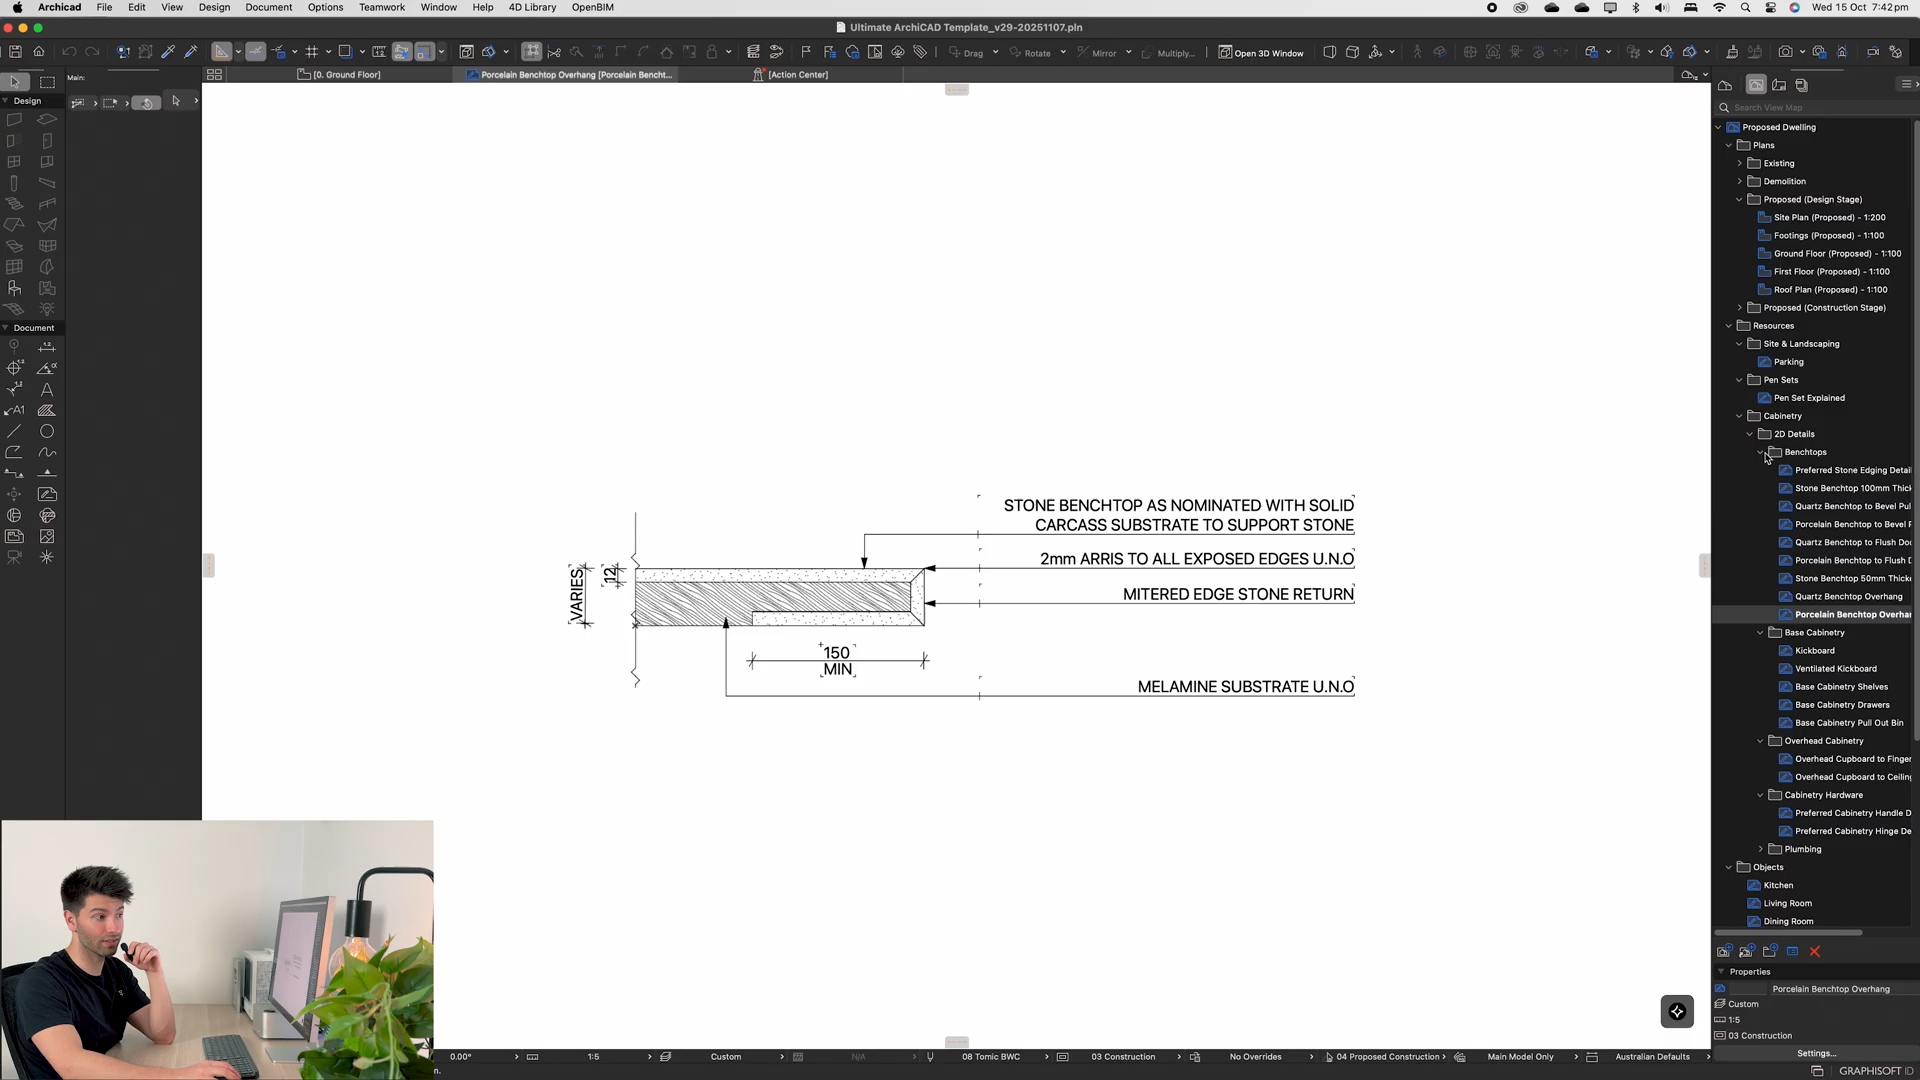 Archicad File Edit View Design Document Options Teamwork Window Help 4D Library OpenBIM
Wed 15 Oct 7:42pm
Ultimate ArchiCAD Template_v29-20251107.pln
Drag
Rotate
Mirror
Multiply...
Open 3D Window
[0. Ground Floor]
Porcelain Benchtop Overhang [Porcelain Bencht...
[Action Center]
Main:
Design
Document
Search View Map
Proposed Dwelling
Plans
Existing
Demolition
Proposed (Design Stage)
Site Plan (Proposed) - 1:200
Footings (Proposed) - 1:100
Ground Floor (Proposed) - 1:100
First Floor (Proposed) - 1:100
Roof Plan (Proposed) - 1:100
Proposed (Construction Stage)
Resources
Site & Landscaping
Parking
Pen Sets
Pen Set Explained
Cabinetry
2D Details
Benchtops
Preferred Stone Edging Detai
Stone Benchtop 100mm Thick
Quartz Benchtop to Bevel Pul
Porcelain Benchtop to Bevel F
Quartz Benchtop to Flush Doo
Porcelain Benchtop to Flush D
Stone Benchtop 50mm Thicke
Quartz Benchtop Overhang
Porcelain Benchtop Overhar
Base Cabinetry
Kickboard
Ventilated Kickboard
Base Cabinetry Shelves
Base Cabinetry Drawers
Base Cabinetry Pull Out Bin
Overhead Cabinetry
Overhead Cupboard to Finger
Overhead Cupboard to Ceiling
Cabinetry Hardware
Preferred Cabinetry Handle D
Preferred Cabinetry Hinge De
Plumbing
Objects
Kitchen
Living Room
Dining Room
Properties
Porcelain Benchtop Overhang
Custom
1:5
03 Construction
Settings...
GRAPHISOFT ID
STONE BENCHTOP AS NOMINATED WITH SOLID
CARCASS SUBSTRATE TO SUPPORT STONE
2mm ARRIS TO ALL EXPOSED EDGES U.N.O
MITERED EDGE STONE RETURN
VARIES
12
150
MIN
MELAMINE SUBSTRATE U.N.O
0.00°
1:5
Custom
N/A
08 Tomic BWC
03 Construction
No Overrides
04 Proposed Construction
Main Model Only
Australian Defaults